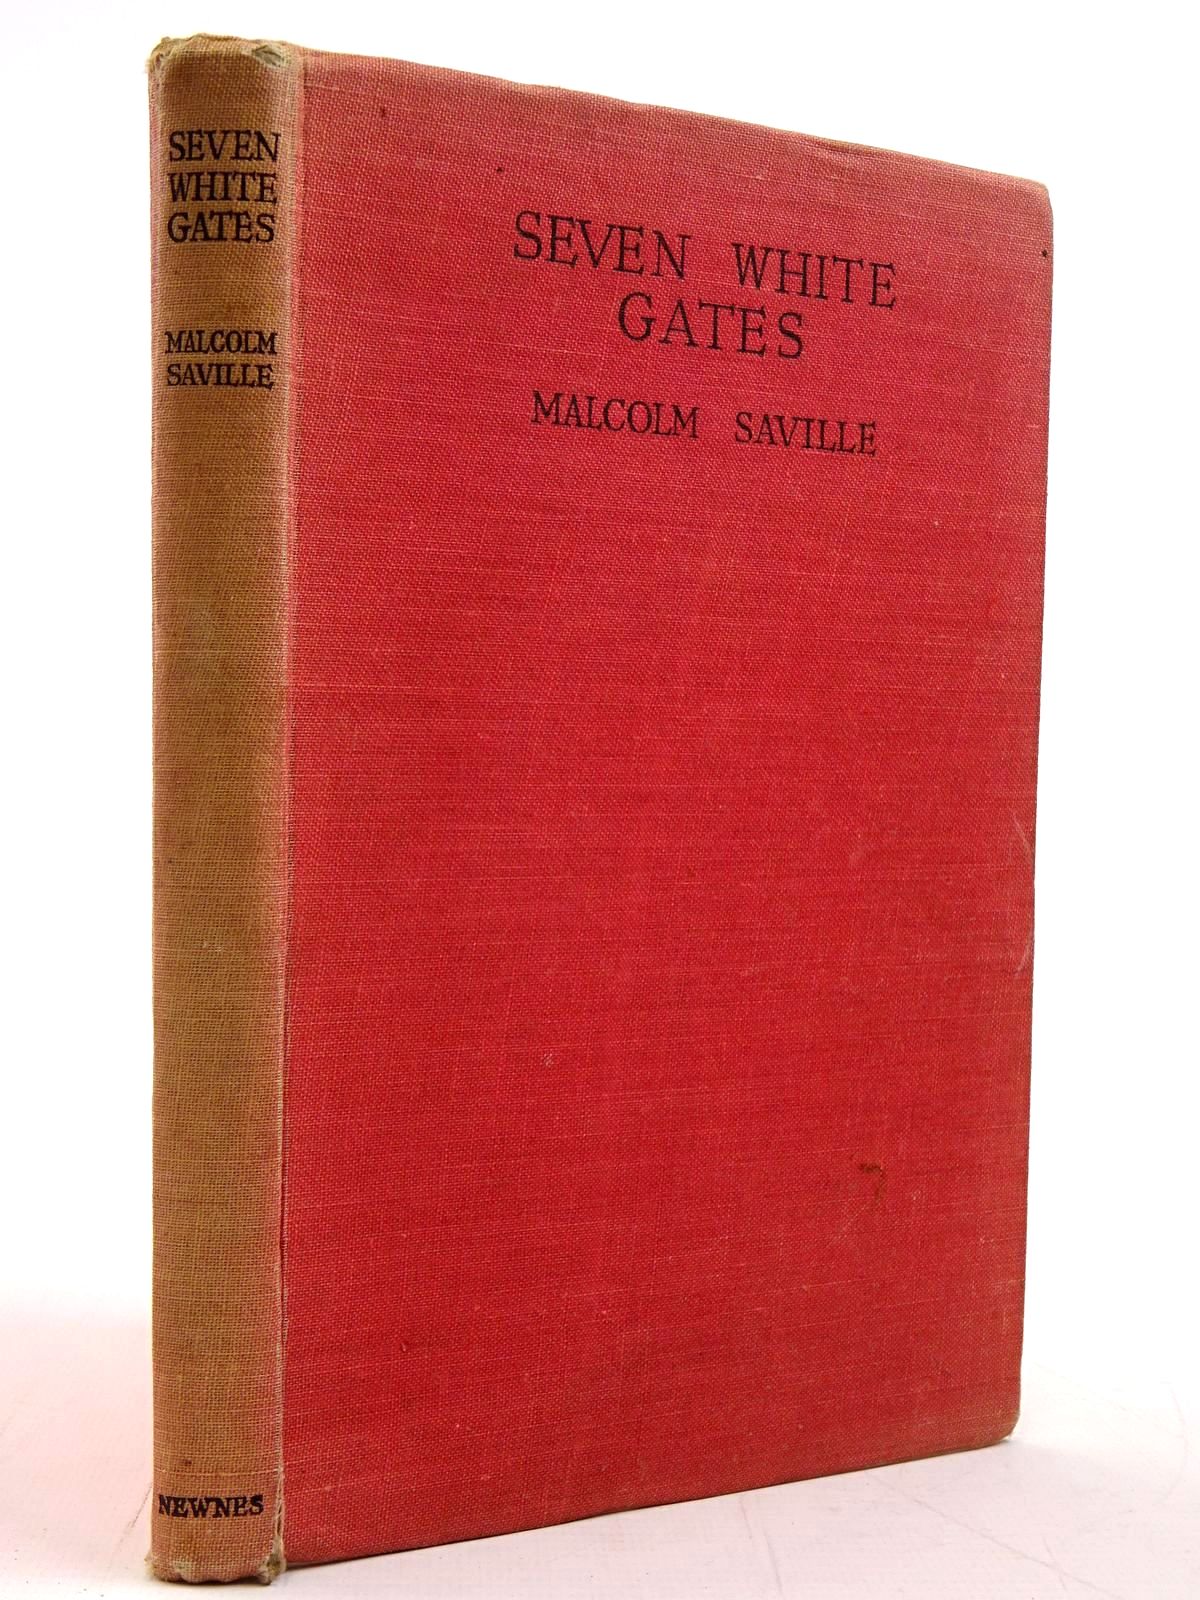 SEVEN
WHITE
GATES
MALCOLM
SAVILLE
NEWNES
SEVEN WHITE
GATES
MALCOLM SAVILLE